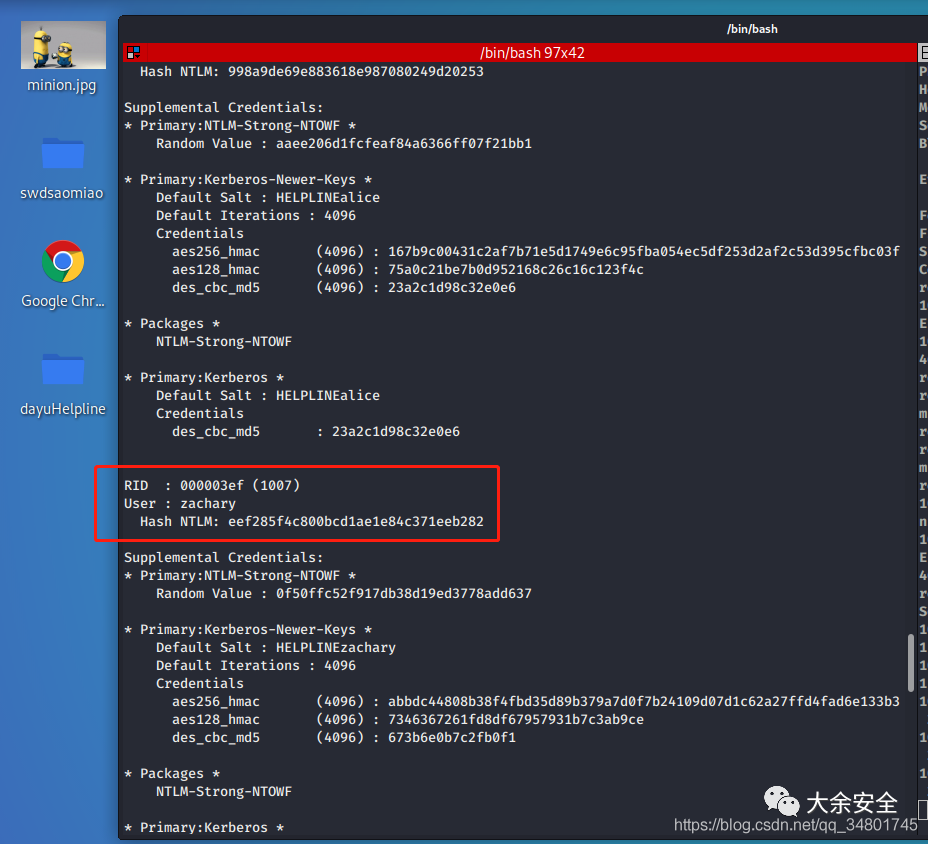 minion.jpg
swdsaomiao
Google Chr...
dayuHelpline
/bin/bash
/bin/bash 97x42
Hash NTLM: 998a9de69e883618e987080249d20253
Supplemental Credentials:
* Primary:NTLM-Strong-NTOWF *
Random Value : aaee206d1fcfeaf84a6366ff07f21bb1
* Primary:Kerberos-Newer-Keys *
Default Salt : HELPLINEalice
Default Iterations : 4096
Credentials
aes256_hmac (4096) : 167b9c00431c2af7b71e5d1749e6c95fba054ec5df253d2af2c53d395cfbc03f
aes128_hmac (4096) : 75a0c21be7b0d952168c26c16c123f4c
des_cbc_md5 (4096) : 23a2c1d98c32e0e6
* Packages *
NTLM-Strong-NTOWF
* Primary:Kerberos *
Default Salt : HELPLINEalice
Credentials
des_cbc_md5 : 23a2c1d98c32e0e6
RID : 000003ef (1007)
User : zachary
Hash NTLM: eef285f4c800bcd1ae1e84c371eeb282
Supplemental Credentials:
* Primary:NTLM-Strong-NTOWF *
Random Value : 0f50ffc52f917db38d19ed3778add637
* Primary:Kerberos-Newer-Keys *
Default Salt : HELPLINEzachary
Default Iterations : 4096
Credentials
aes256_hmac (4096) : abbdc44808b38f4fbd35d89b379a7d0f7b24109d07d1c62a27ffd4fad6e133b3
aes128_hmac (4096) : 7346367261fd8df67957931b7c3ab9ce
des_cbc_md5 (4096) : 673b6e0b7c2fb0f1
* Packages *
NTLM-Strong-NTOWF
* Primary:Kerberos *
大余安全
https://blog.csdn.net/qq_34801745